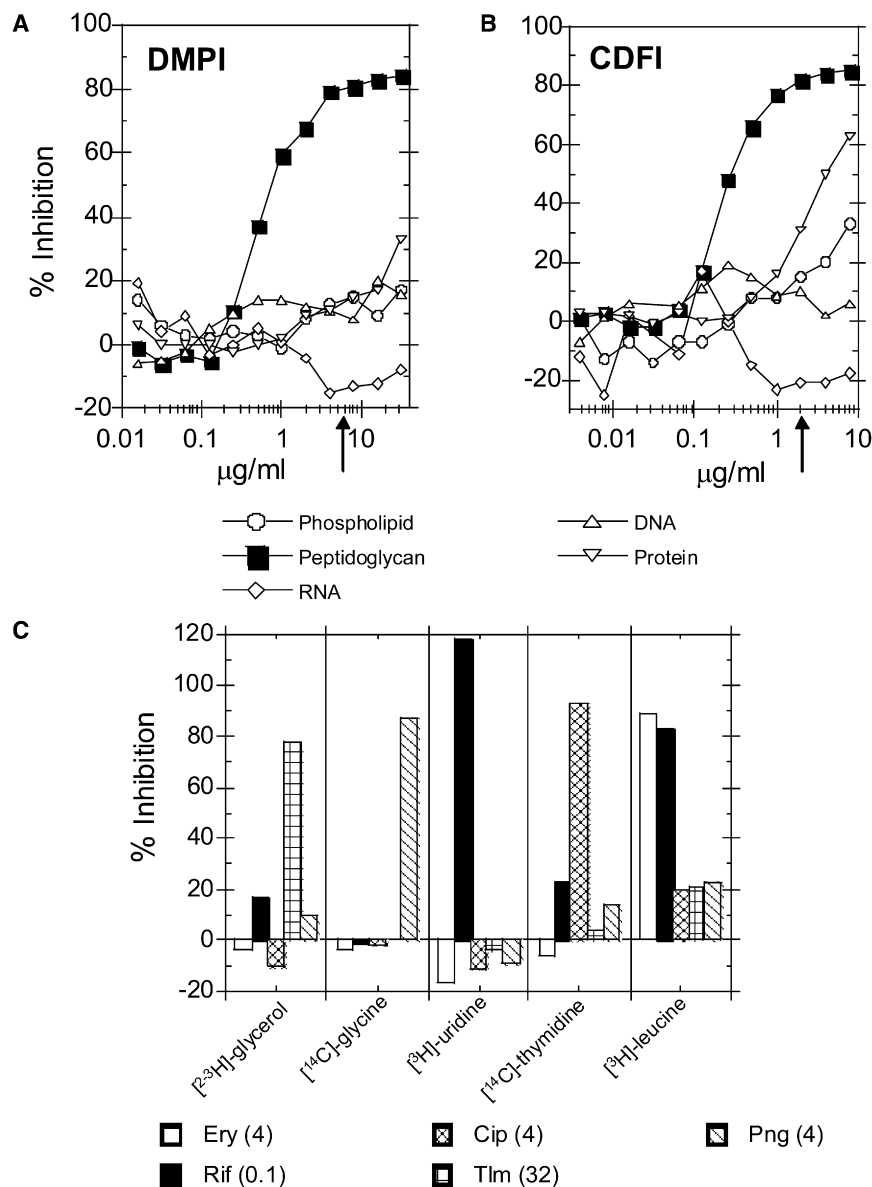 A
B
100
80
60
40
20
0
-20
% Inhibition
DMPI
0.01
0.1
1
10
µg/ml
100
80
60
40
20
0
-20
CDFI
0.01
0.1
1
10
µg/ml
Phospholipid
DNA
Peptidoglycan
Protein
RNA
C
120
100
80
60
40
20
0
-20
% Inhibition
[2-3H]-glycerol
[14C]-glycine
[3H]-uridine
[14C]-thymidine
[3H]-leucine
Ery (4)
Cip (4)
Png (4)
Rif (0.1)
Tlm (32)